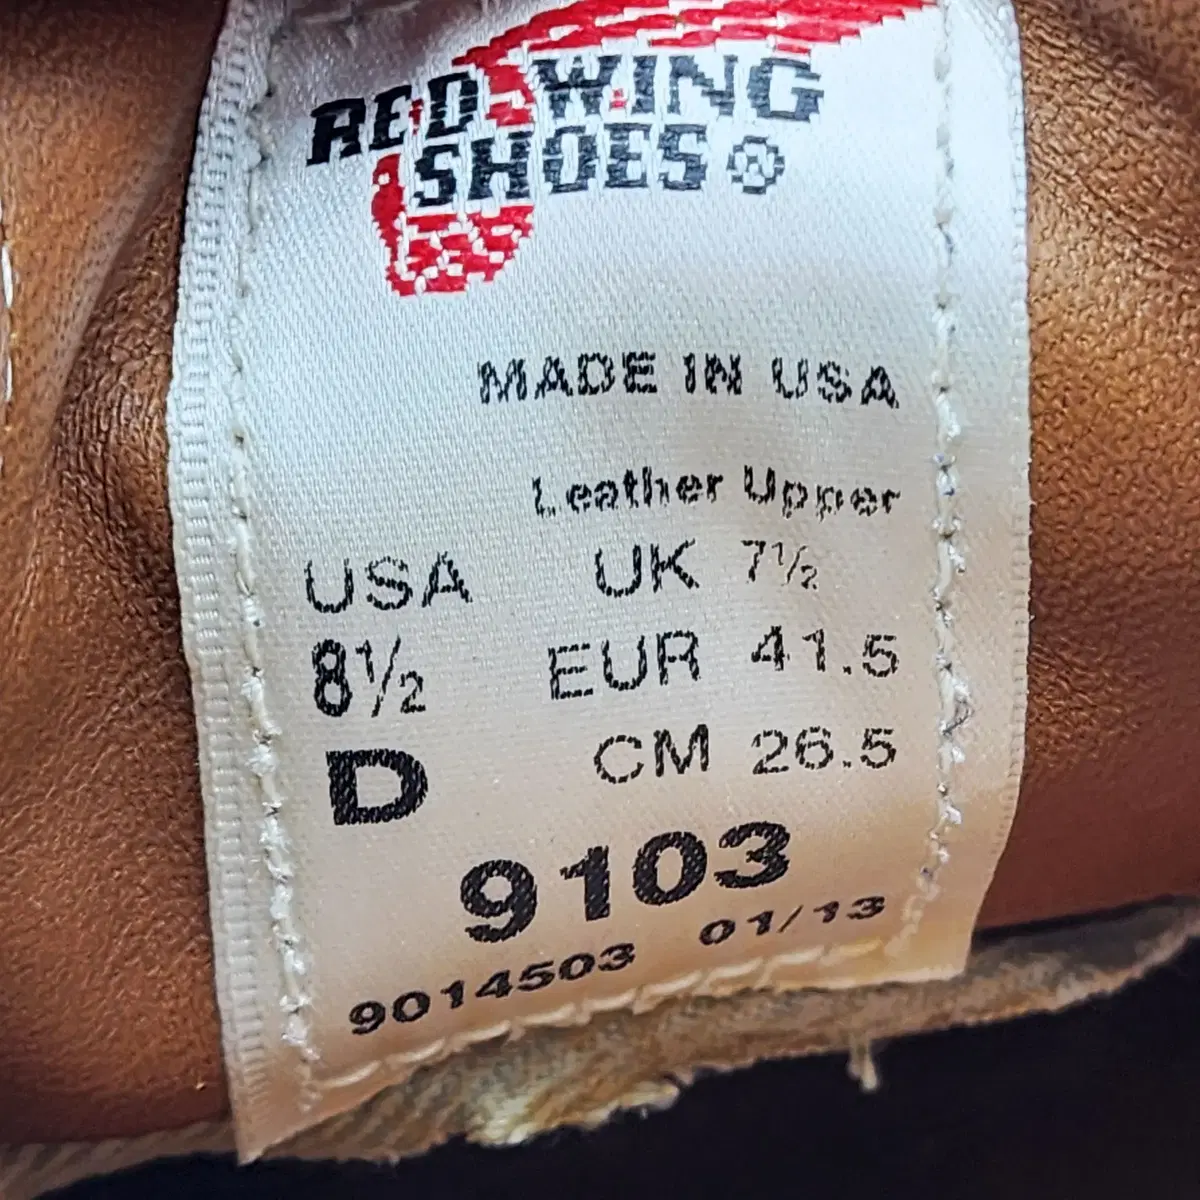 RED WING
SHOES ®
MADE IN USA
Leather Upper
USA UK 7½
8½ EUR 41.5
D CM 26.5
9103
9014503 01/13